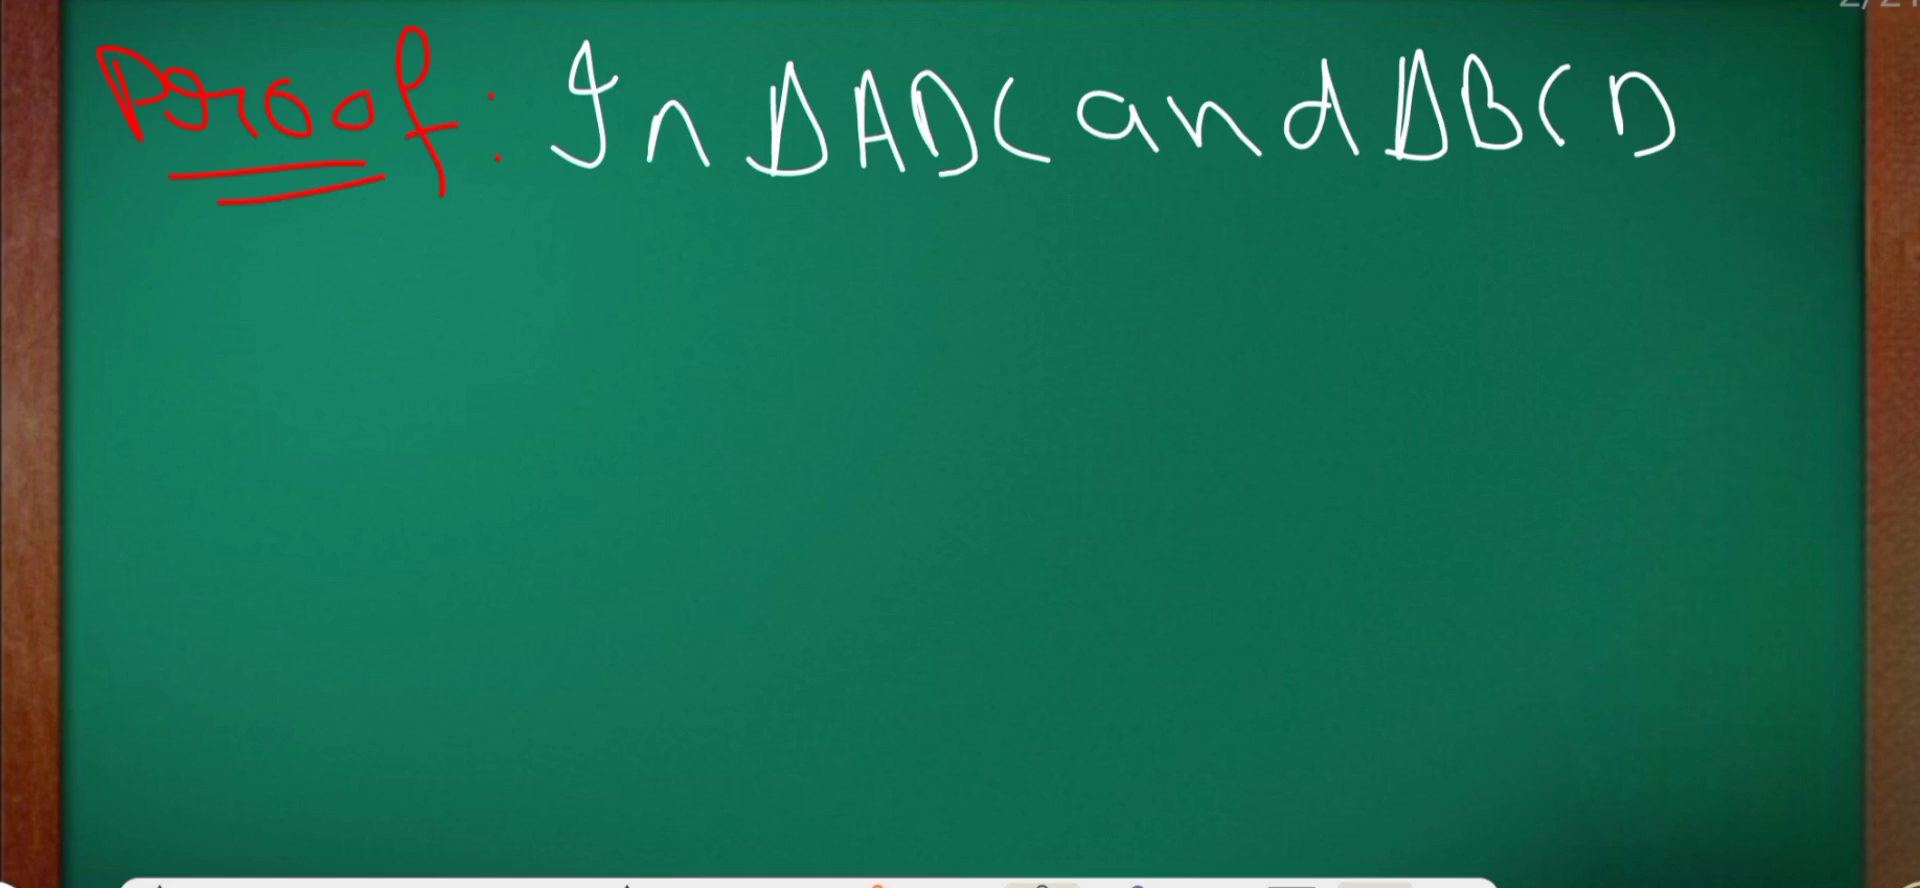 Proof: In ΔADC and ΔBCD